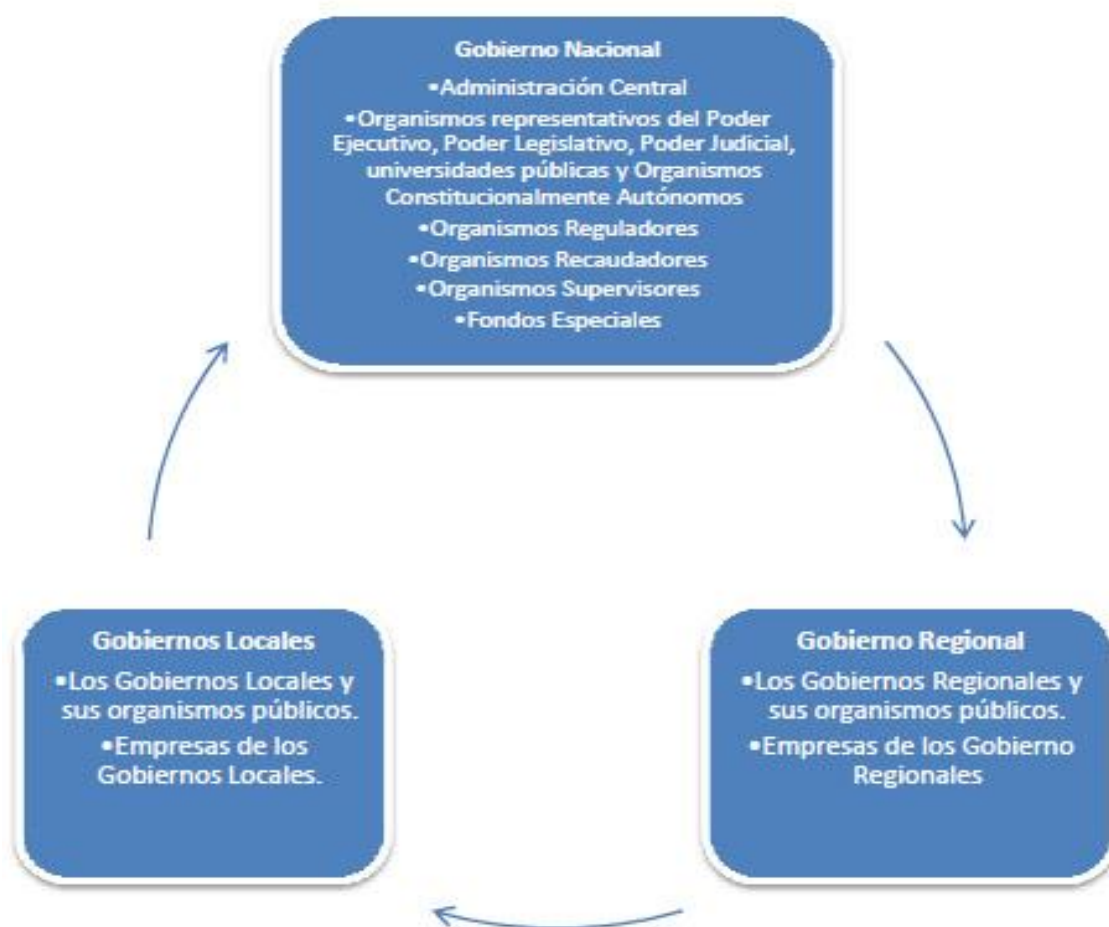 Gobierno Nacional
•Administración Central
•Organismos representativos del Poder
Ejecutivo, Poder Legislativo, Poder Judicial,
universidades públicas y Organismos
Constitucionalmente Autónomos
•Organismos Reguladores
•Organismos Recaudadores
•Organismos Supervisores
•Fondos Especiales
Gobiernos Locales
•Los Gobiernos Locales y
sus organismos públicos.
•Empresas de los
Gobiernos Locales.
Gobierno Regional
•Los Gobiernos Regionales y
sus organismos públicos.
•Empresas de los Gobierno
Regionales